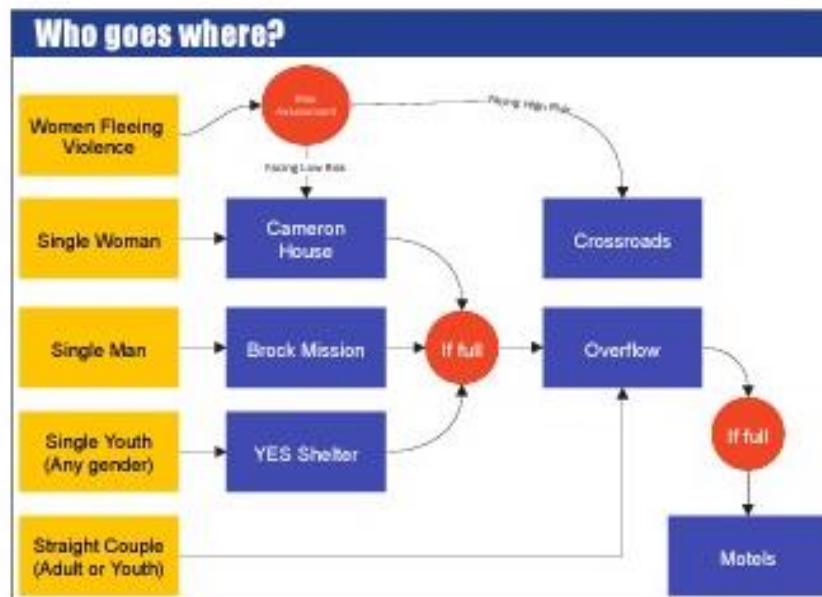 Who goes where?
Women Fleeing
Violence
Risk
Assessment
Facing High Risk
Facing Low Risk
Single Woman
Cameron
House
Crossroads
Single Man
Brock Mission
If full
Overflow
Single Youth
(Any gender)
YES Shelter
If full
Straight Couple
(Adult or Youth)
Motels